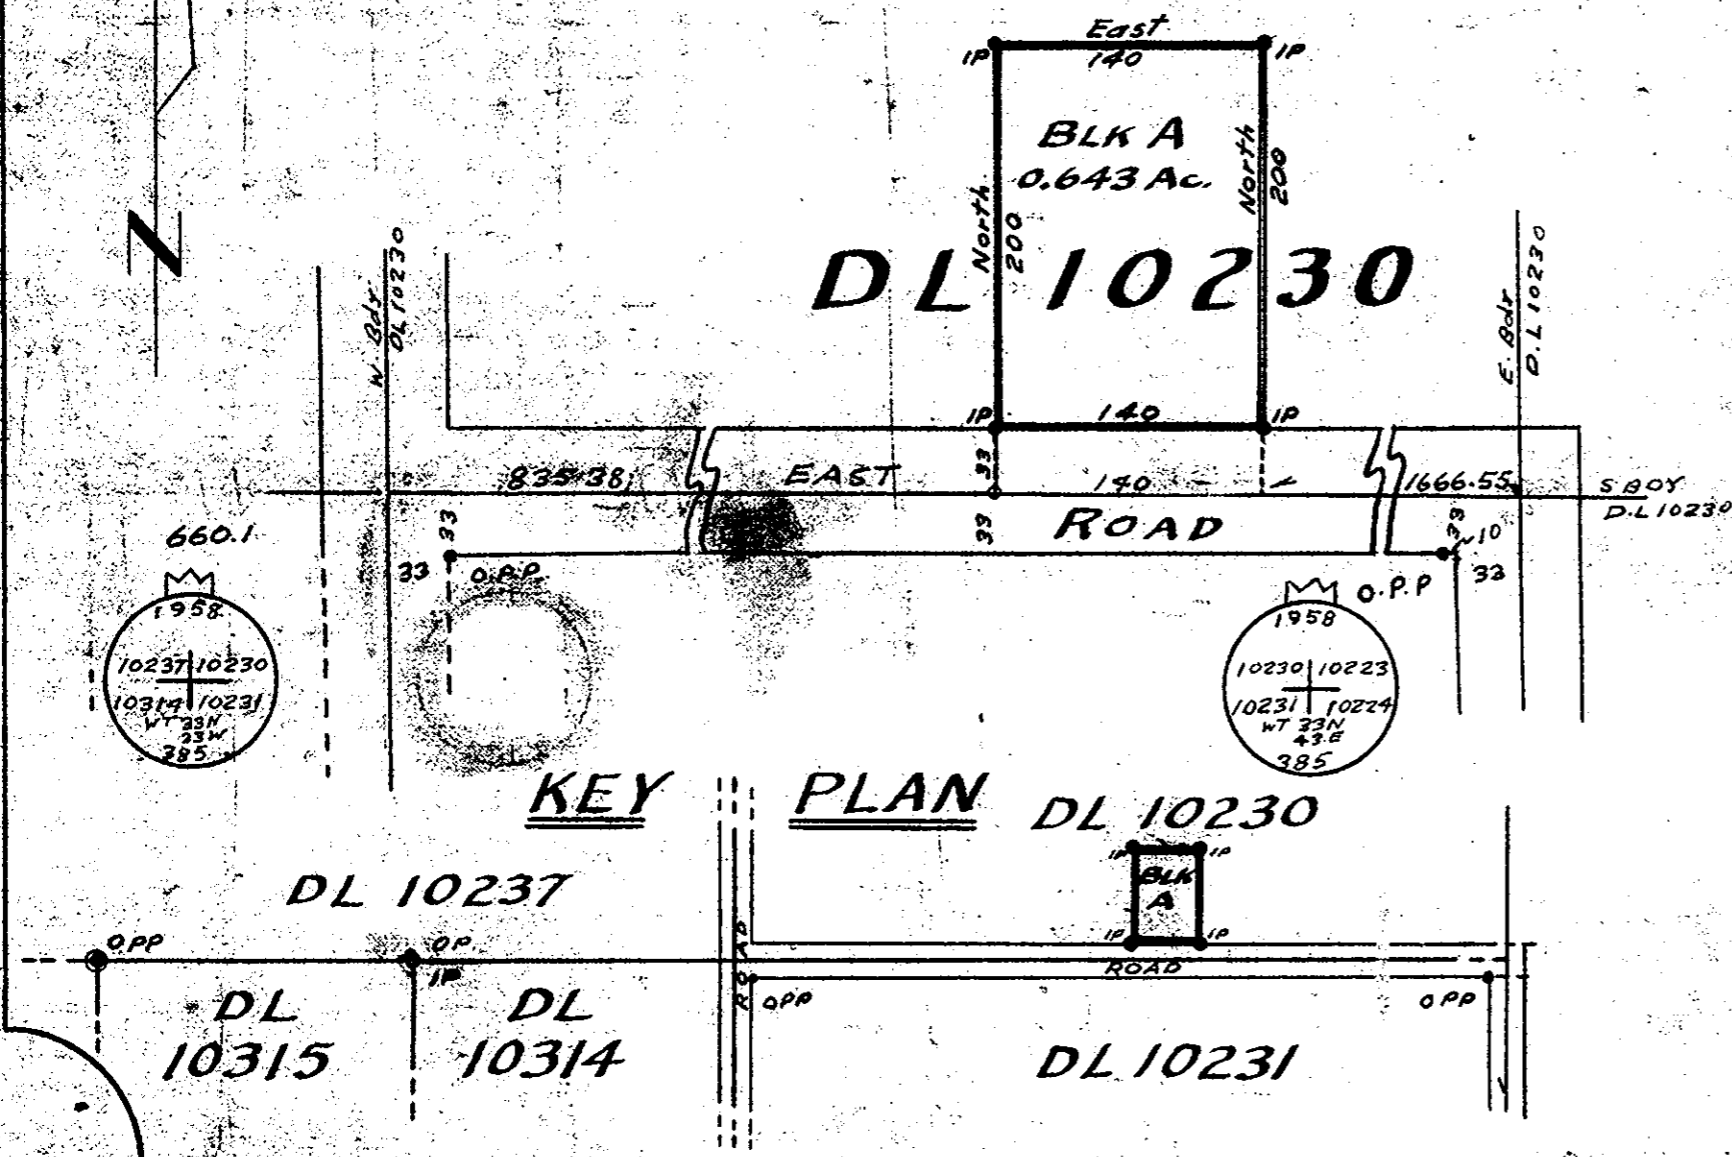 East
IP 140 IP
BLK A
0.643 Ac.
North
200
North
200
N
DL 10230
W. Bdy
DL 10230
E. Bdy
D.L 10230
IP 140 IP
835.38 EAST 33 140 1666.55
S BDY
D.L 10230
660.1
33
33
ROAD
33
10
33 O.P.P.
O.P.P 33
1958
10237 10230
10314 10231
WT 33N
33W
385
1958
10230 10223
10231 10224
WT 33N
43.E
385
KEY PLAN
DL 10230
IP IP
BLK
A
IP IP
DL 10237
OPP
OP
IP
ROAD
ROAD
OPP
OPP
DL
10315
DL
10314
DL 10231